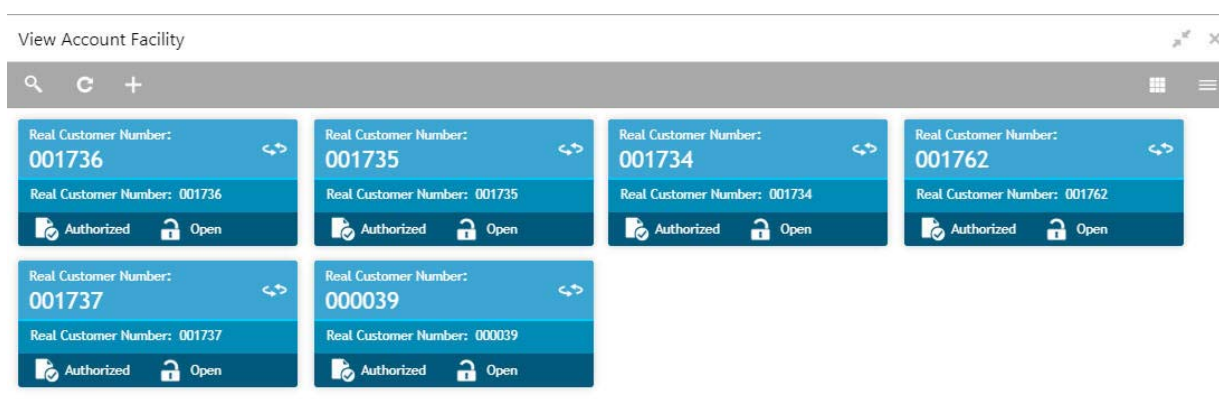 View Account Facility
Real Customer Number:
001736
Real Customer Number: 001736
Authorized Open
Real Customer Number:
001735
Real Customer Number: 001735
Authorized Open
Real Customer Number:
001734
Real Customer Number: 001734
Authorized Open
Real Customer Number:
001762
Real Customer Number: 001762
Authorized Open
Real Customer Number:
001737
Real Customer Number: 001737
Authorized Open
Real Customer Number:
000039
Real Customer Number: 000039
Authorized Open